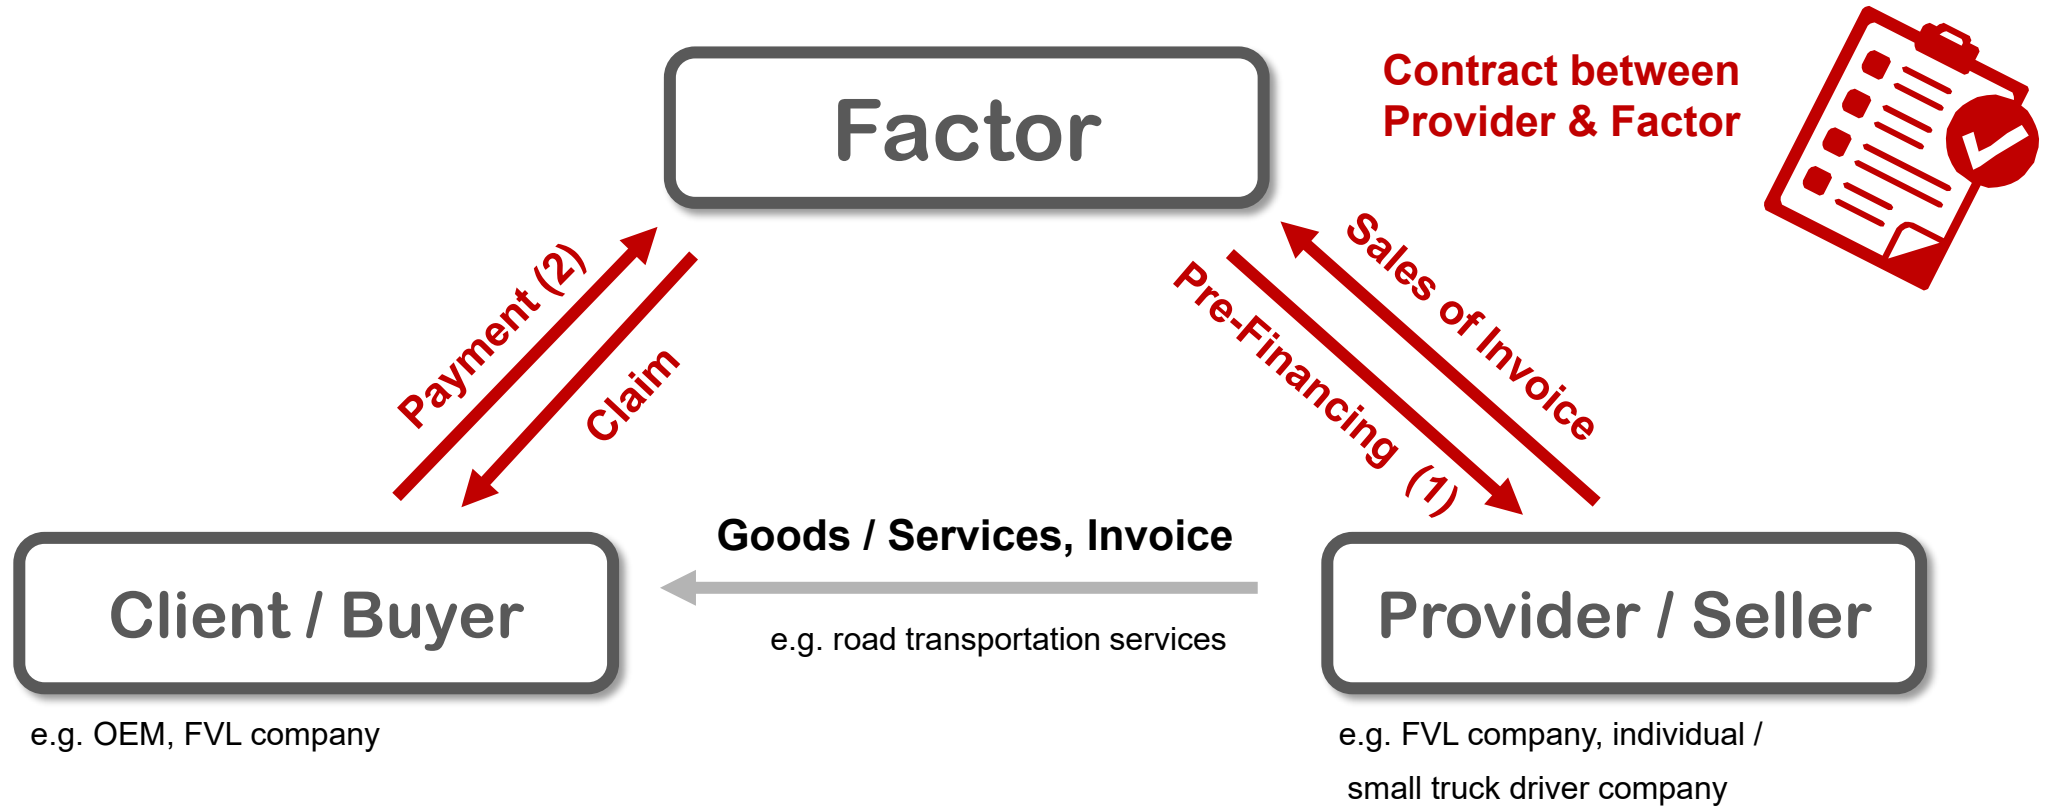 Factor
Contract between
Provider & Factor
Payment (2)
Claim
Sales of Invoice
Pre-Financing (1)
Goods / Services, Invoice
e.g. road transportation services
Client / Buyer
Provider / Seller
e.g. OEM, FVL company
e.g. FVL company, individual /
small truck driver company